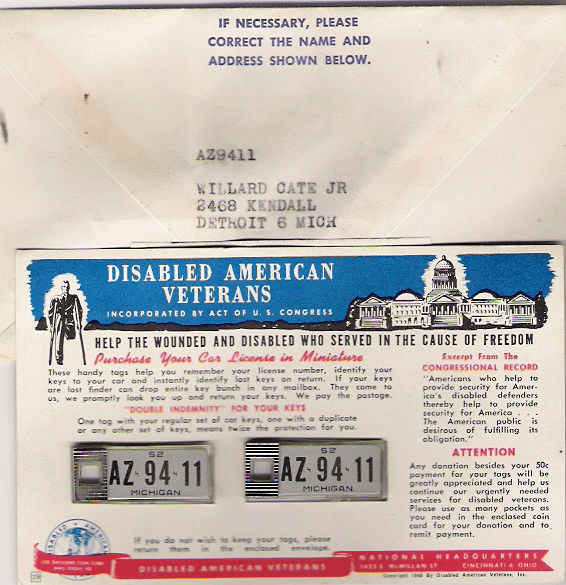 IF NECESSARY, PLEASE
CORRECT THE NAME AND
ADDRESS SHOWN BELOW.
AZ9411
WILLARD CATE JR
2468 KENDALL
DETROIT 6 MICH
DISABLED AMERICAN
VETERANS
INCORPORATED BY ACT OF U. S. CONGRESS
HELP THE WOUNDED AND DISABLED WHO SERVED IN THE CAUSE OF FREEDOM
Purchase Your Car License in Miniature
These handy tags help you remember your license number, identify your
keys to your car and instantly identify lost keys on return. If your keys
are lost finder can drop entire key bunch in any mailbox. They come to
us, we promptly look you up and return your keys. We pay the postage.
"DOUBLE INDEMNITY" FOR YOUR KEYS
One tag with your regular set of car keys, one with a duplicate
or any other set of keys, means twice the protection for you.
Excerpt From The
CONGRESSIONAL RECORD
"Americans who help to
provide security for Amer-
ica's disabled defenders
thereby help to provide
security for America . . .
The American public is
desirous of fulfilling its
obligation."
ATTENTION
Any donation besides your 50c
payment for your tags will be
greatly appreciated and help us
continue our urgently needed
services for disabled veterans.
Please use as many pockets as
you need in the enclosed coin
card for your donation and to
remit payment.
52
AZ-94-11
MICHIGAN
52
AZ-94-11
MICHIGAN
If you do not wish to keep your tags, please
return them in the enclosed envelope.
DISABLED AMERICAN
DISABLED AMERICAN VETERANS
NATIONAL HEADQUARTERS
1423 E. McMILLAN ST CINCINNATI 6 OHIO
Copyright 1948 By Disabled American Veterans, Inc.